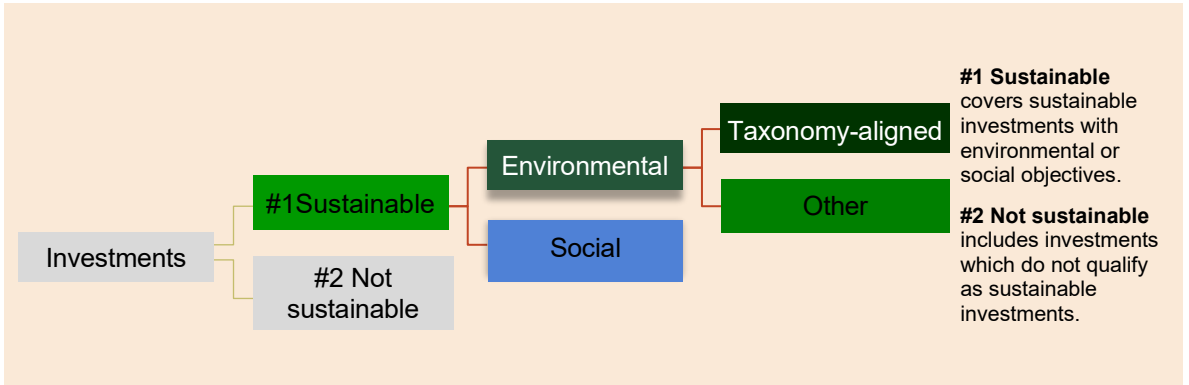 Investments
#1Sustainable
#2 Not
sustainable
Environmental
Social
Taxonomy-aligned
Other
#1 Sustainable
covers sustainable
investments with
environmental or
social objectives.
#2 Not sustainable
includes investments
which do not qualify
as sustainable
investments.